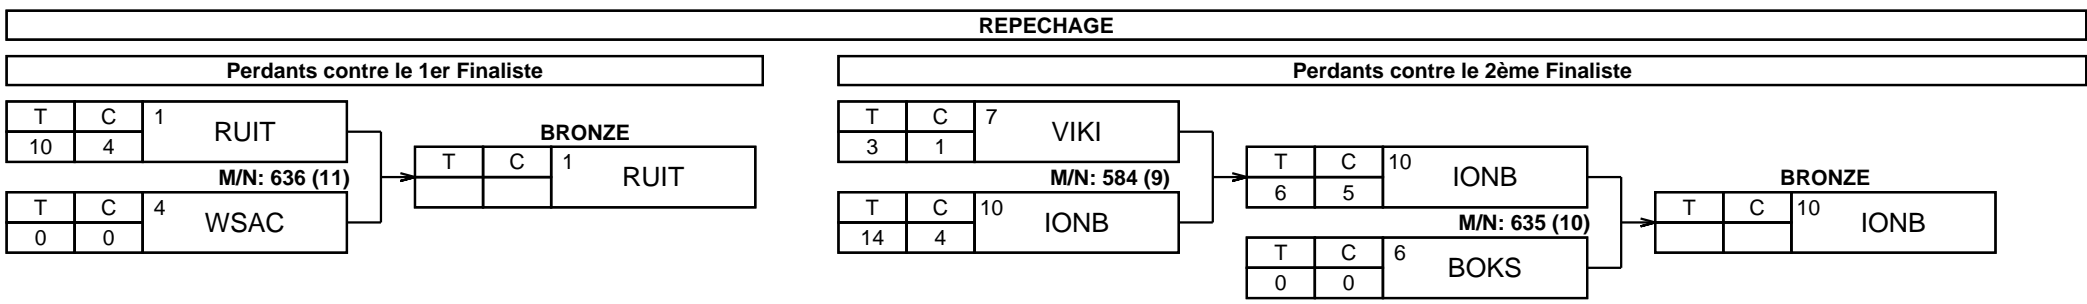 REPECHAGE
Perdants contre le 1er Finaliste
T C 1 RUIT
10 4
M/N: 636 (11)
T C 4 WSAC
0 0
BRONZE
T C 1 RUIT
Perdants contre le 2ème Finaliste
T C 7 VIKI
3 1
M/N: 584 (9)
T C 10 IONB
14 4
T C 10 IONB
6 5
M/N: 635 (10)
T C 6 BOKS
0 0
BRONZE
T C 10 IONB